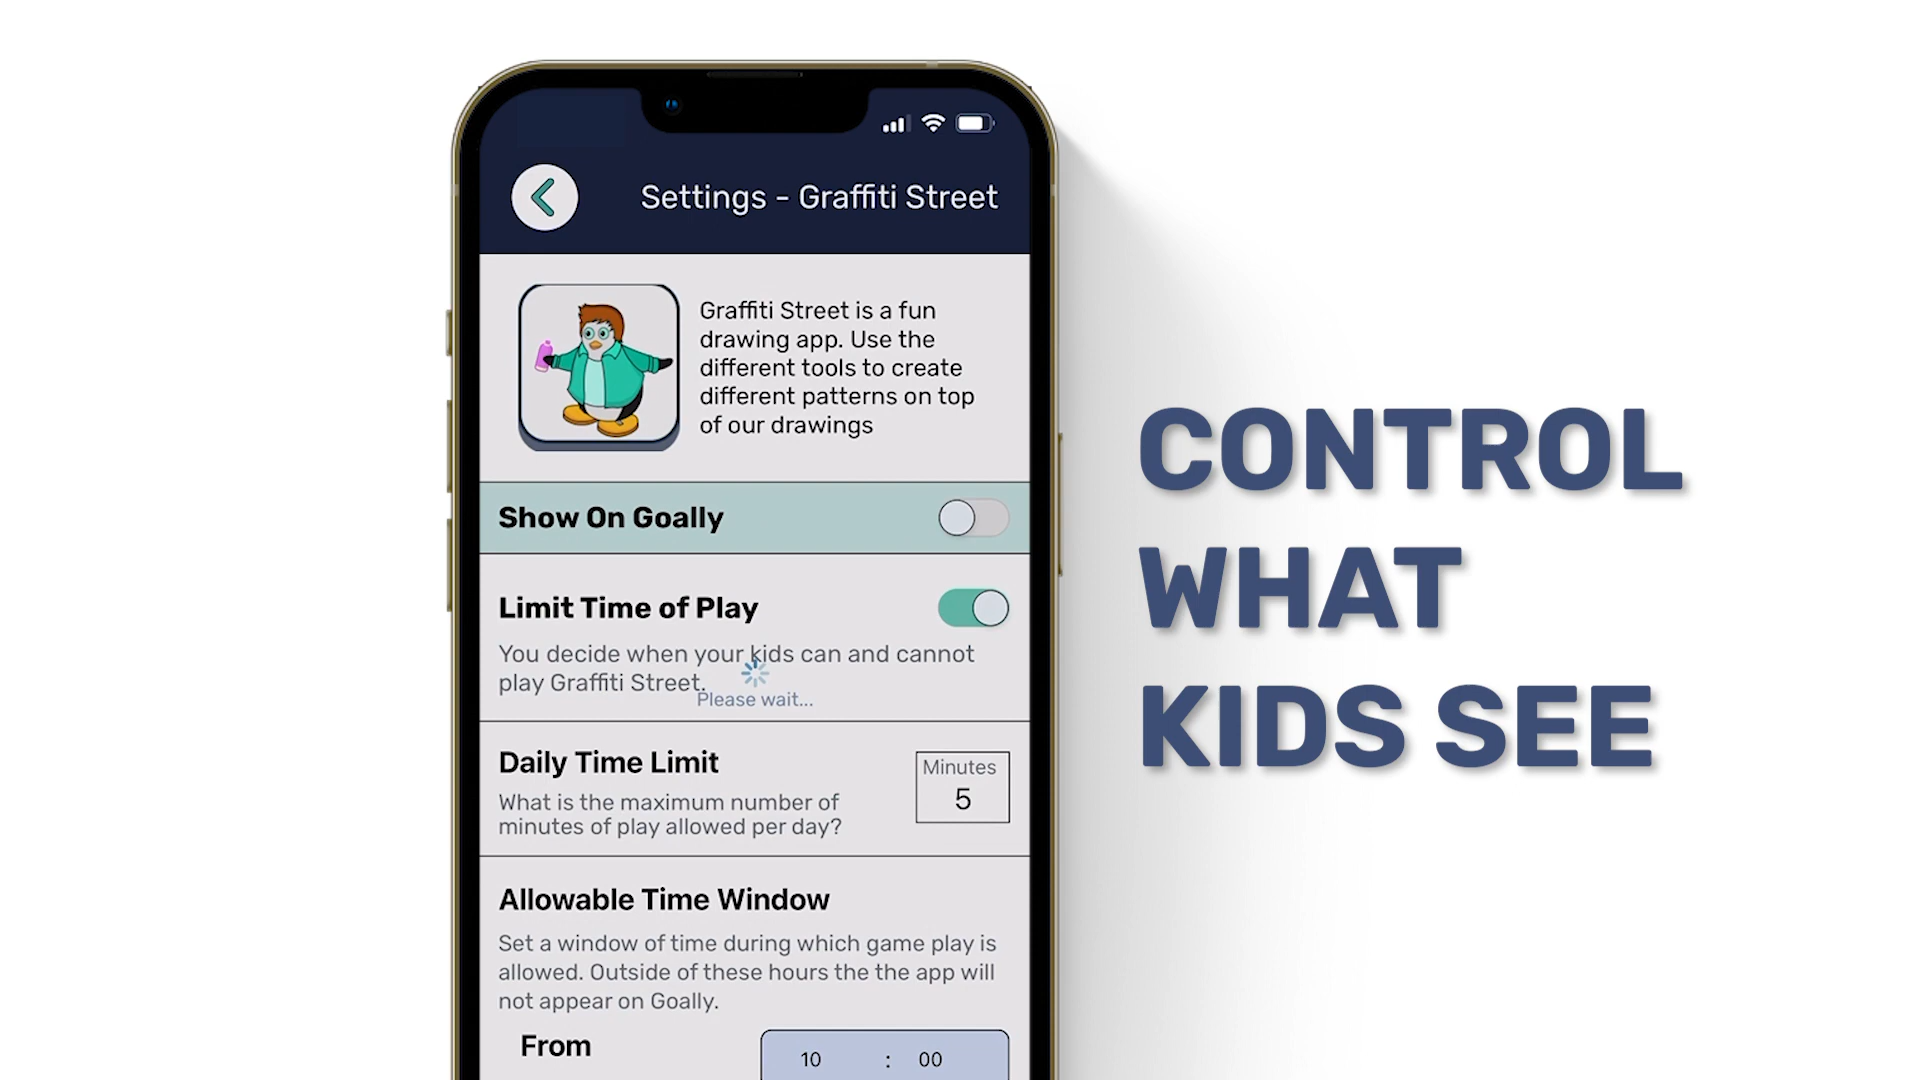 Settings - Graffiti Street
Graffiti Street is a fun
drawing app. Use the
different tools to create
different patterns on top
of our drawings
Show On Goally
Limit Time of Play
You decide when your kids can and cannot
play Graffiti Street.
Please wait...
Daily Time Limit
Minutes
5
What is the maximum number of
minutes of play allowed per day?
Allowable Time Window
Set a window of time during which game play is
allowed. Outside of these hours the the app will
not appear on Goally.
From
10 : 00
CONTROL
WHAT
KIDS SEE